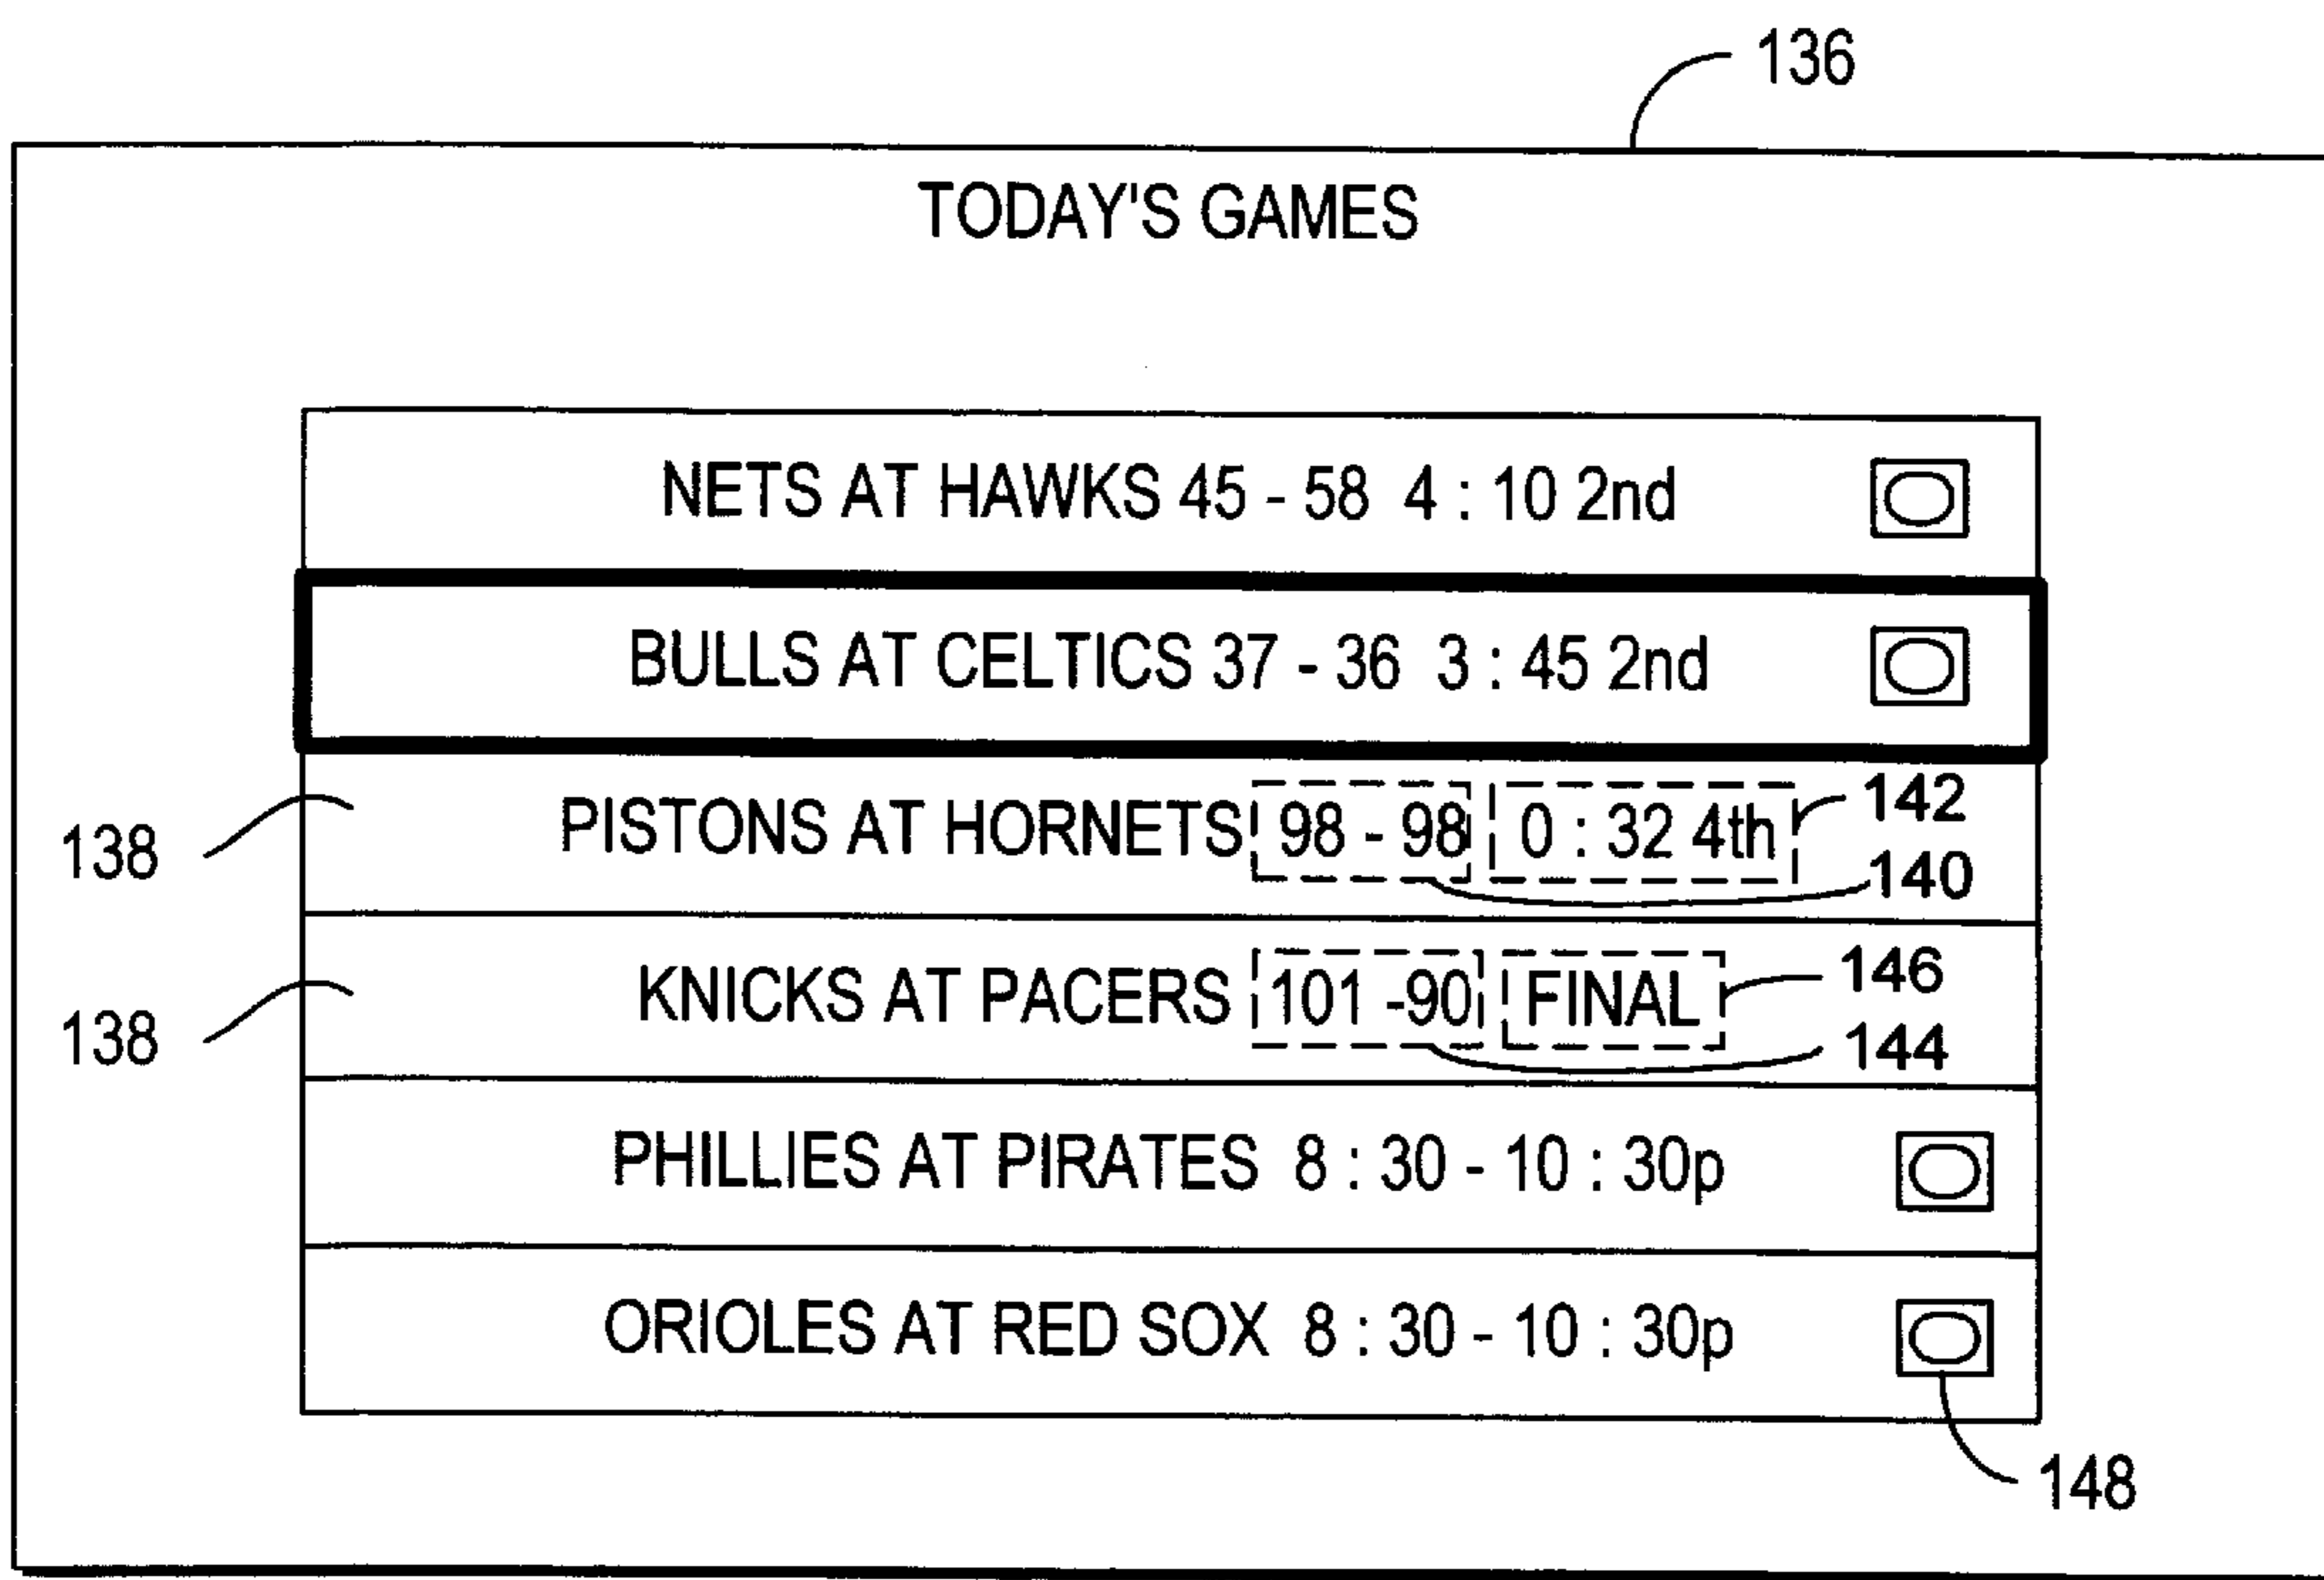 136
TODAY'S GAMES
NETS AT HAWKS 45 - 58 4 : 10 2nd
BULLS AT CELTICS 37 - 36 3 : 45 2nd
138 PISTONS AT HORNETS 98 - 98 0 : 32 4th 142
140
138 KNICKS AT PACERS 101 -90 FINAL 146
144
PHILLIES AT PIRATES 8 : 30 - 10 : 30p
ORIOLES AT RED SOX 8 : 30 - 10 : 30p
148